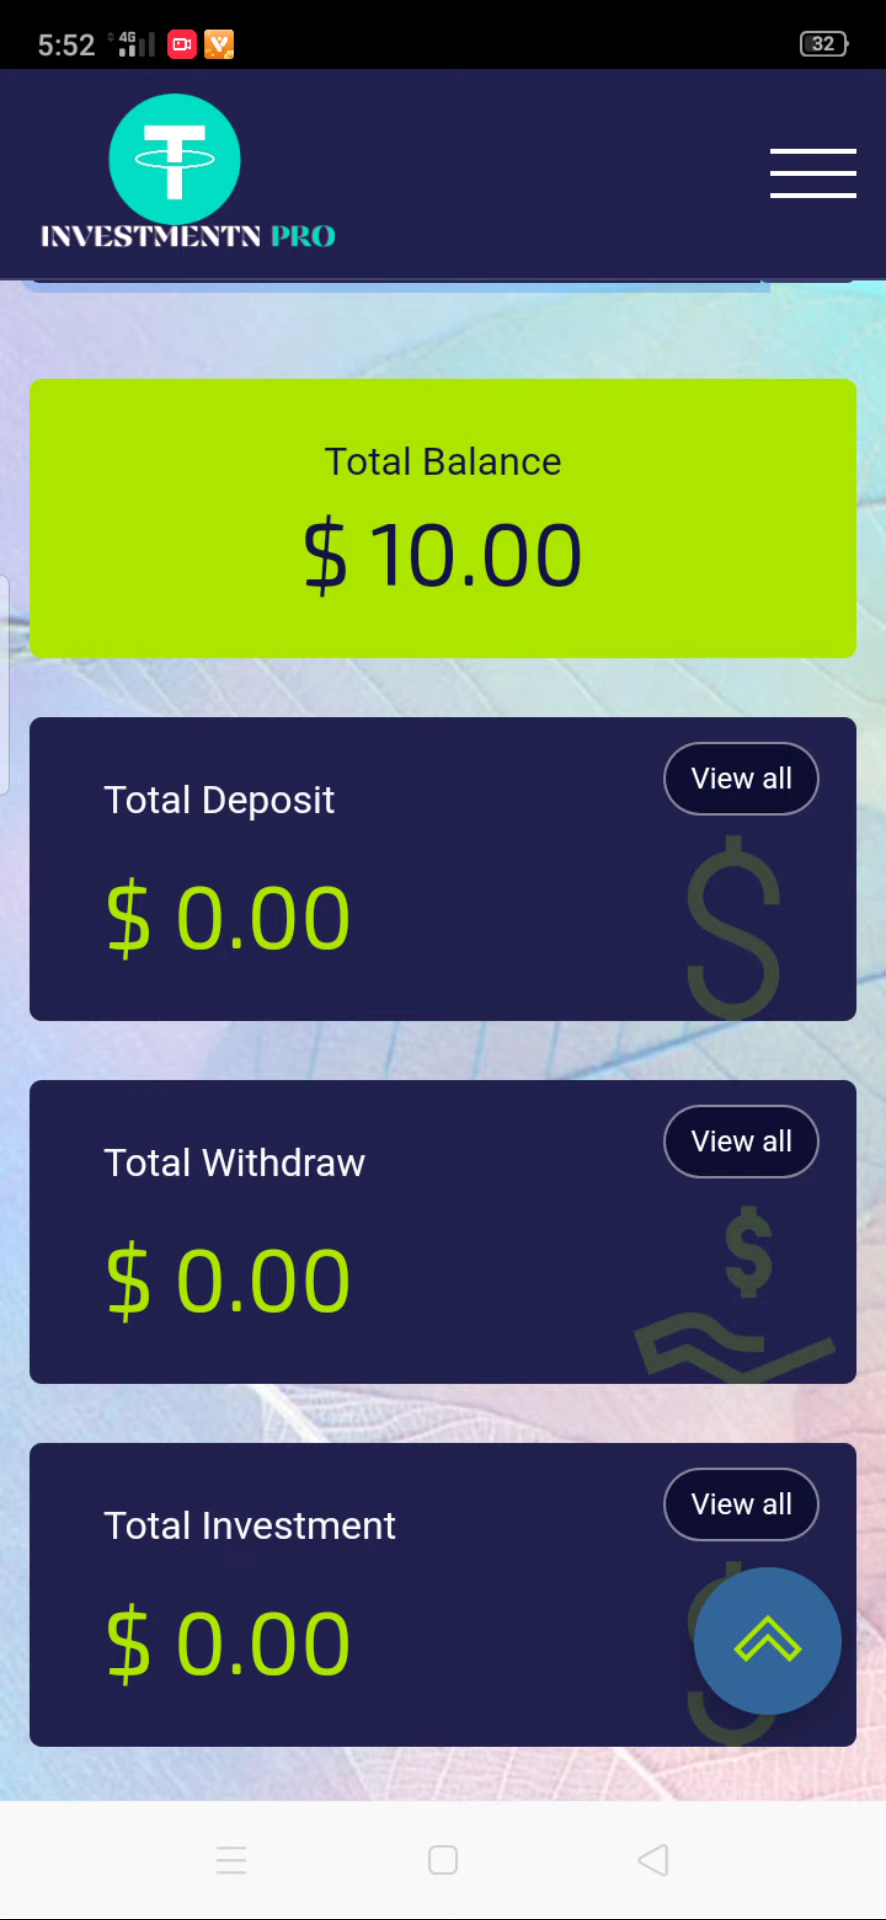 5:52 4G 32
INVESTMENTN PRO
Total Balance
$ 10.00
View all
Total Deposit
$ 0.00
View all
Total Withdraw
$ 0.00
View all
Total Investment
$ 0.00